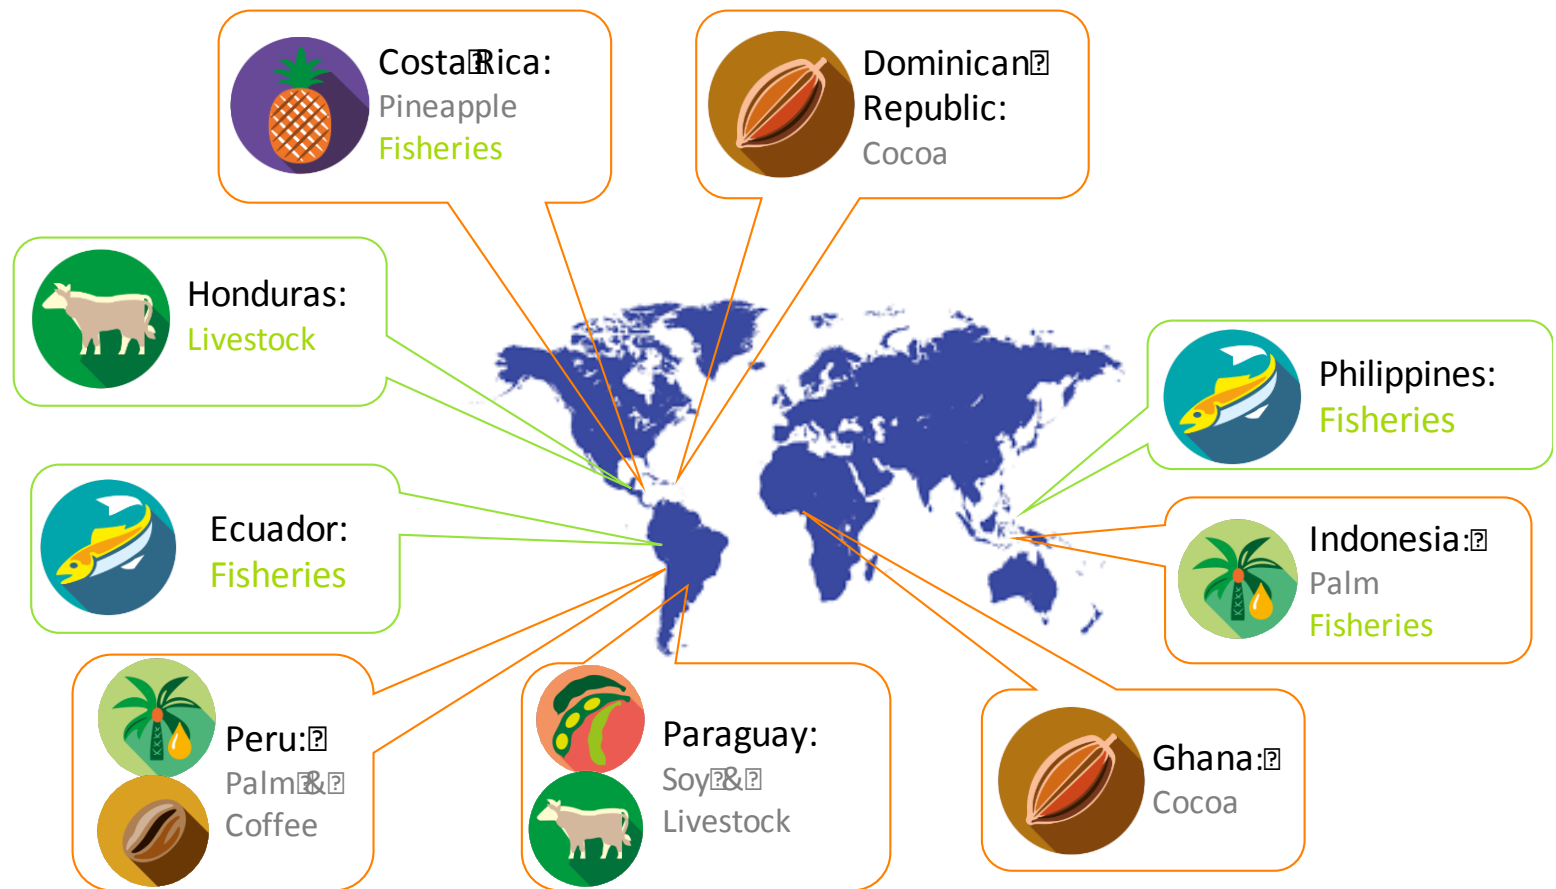 Costa Rica:
Pineapple
Fisheries
Dominican
Republic:
Cocoa
Honduras:
Livestock
Philippines:
Fisheries
Ecuador:
Fisheries
Indonesia:
Palm
Fisheries
Peru:
Palm & 
Coffee
Paraguay:
Soy & 
Livestock
Ghana:
Cocoa